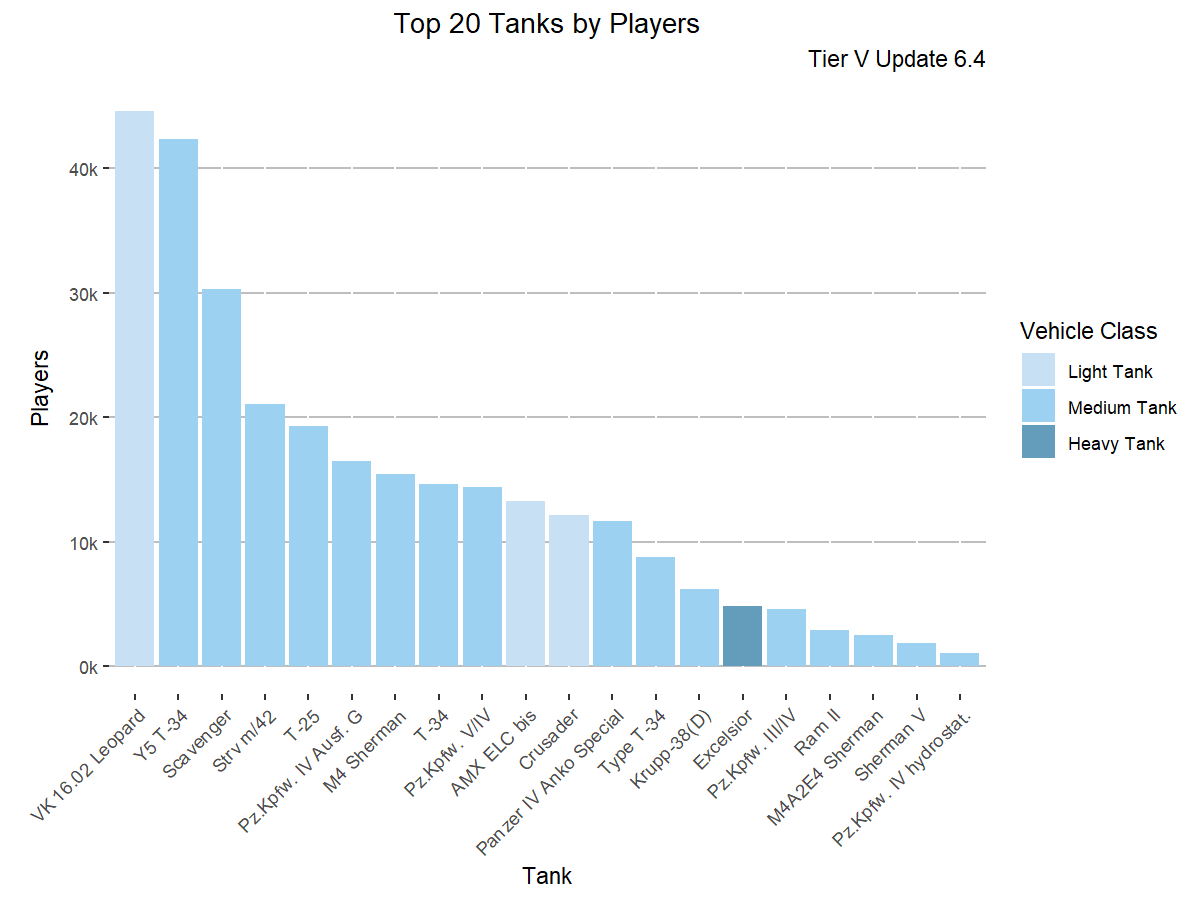 Top 20 Tanks by Players
Tier V Update 6.4
Players
40k
30k
20k
10k
0k
VK 16.02 Leopard
Y5 T-34
Scavenger
Strv m/42
T-25
Pz.Kpfw. IV Ausf. G
M4 Sherman
T-34
Pz.Kpfw. V/IV
AMX ELC bis
Crusader
Panzer IV Anko Special
Type T-34
Krupp-38(D)
Excelsior
Pz.Kpfw. III/IV
Ram II
M4A2E4 Sherman
Sherman V
Pz.Kpfw. IV hydrostat.
Tank
Vehicle Class
Light Tank
Medium Tank
Heavy Tank